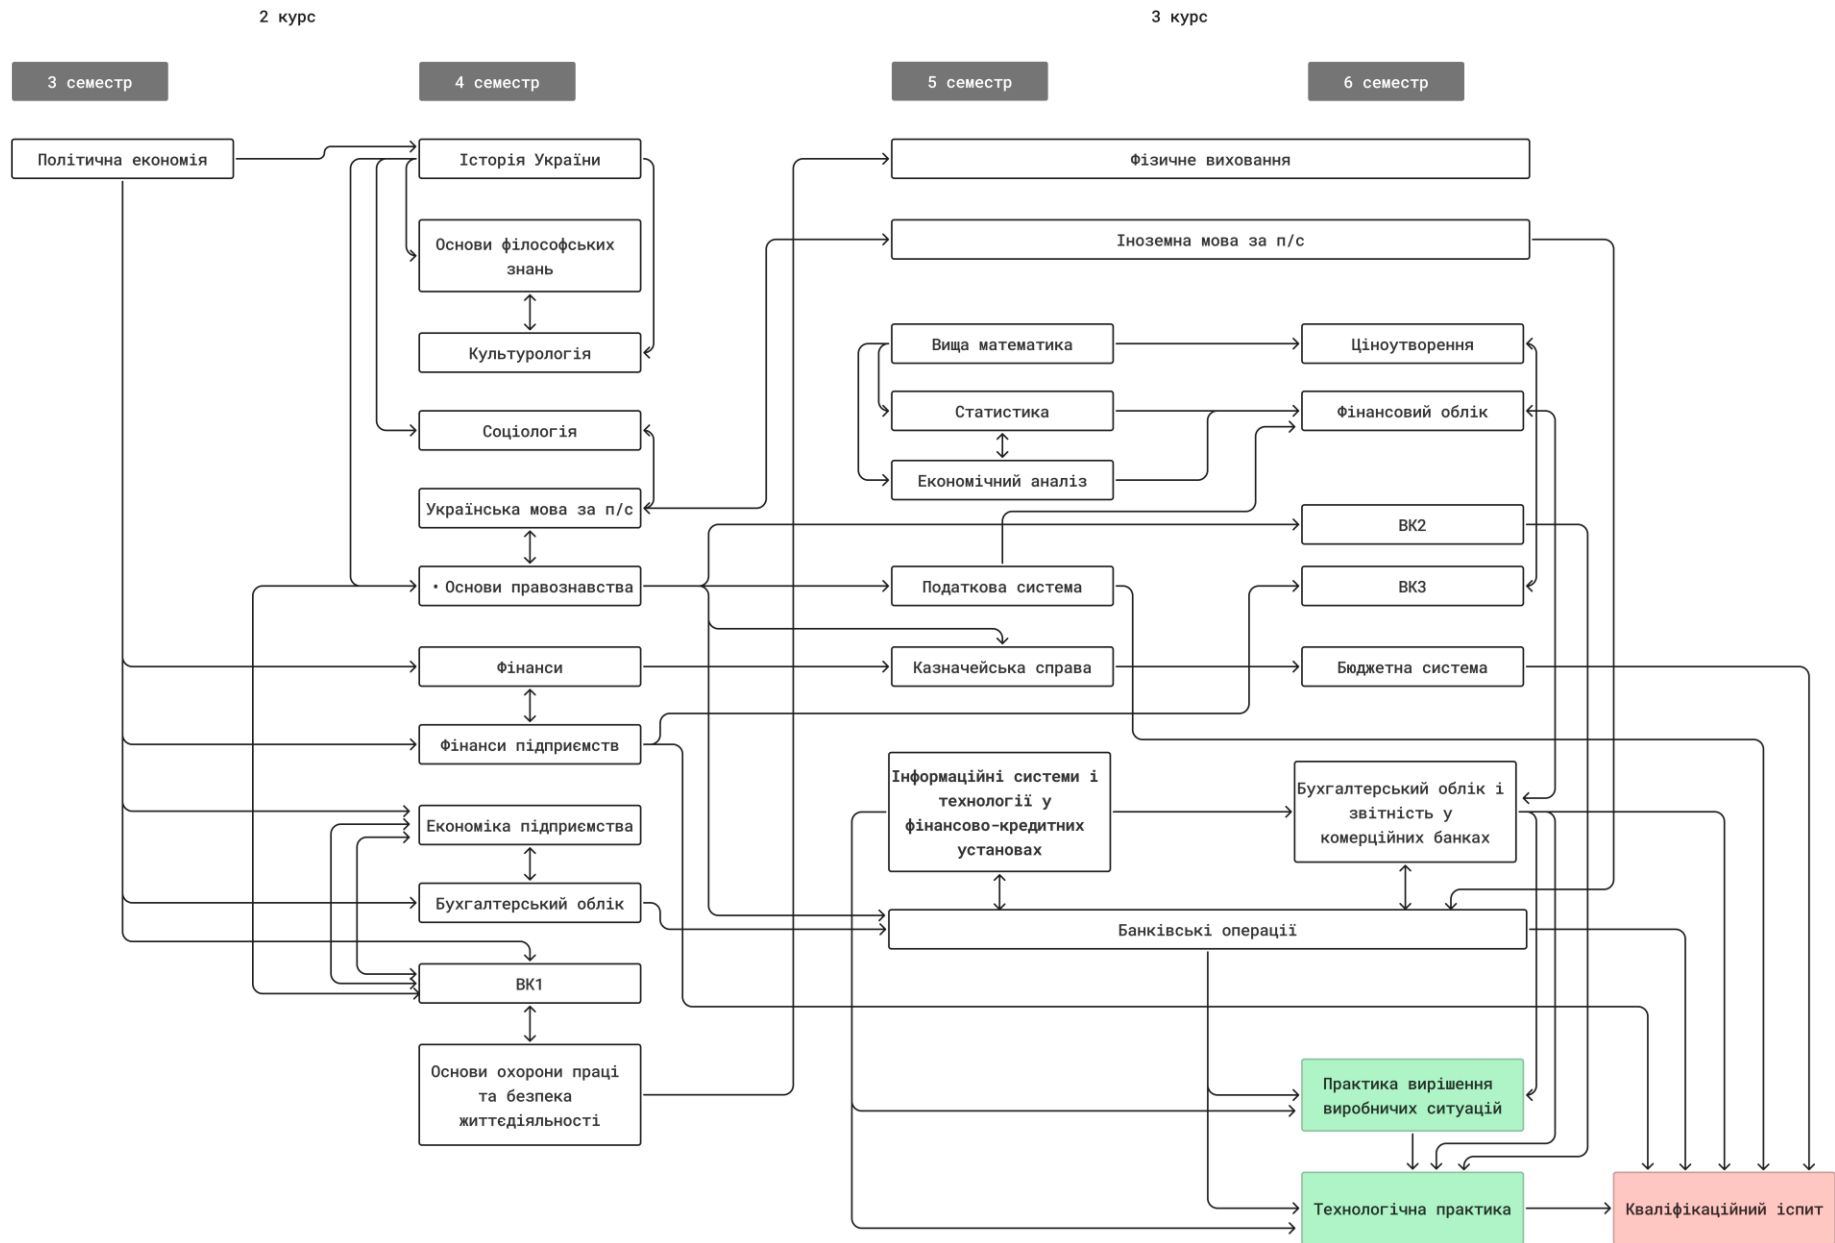 2 курс
3 курс
3 семестр
4 семестр
5 семестр
6 семестр
Політична економія
Історія України
Фізичне виховання
Основи філософських
знань
Іноземна мова за п/с
Культурологія
Вища математика
Ціноутворення
Соціологія
Статистика
Фінансовий облік
Економічний аналіз
Українська мова за п/с
ВК2
• Основи правознавства
Податкова система
ВК3
Фінанси
Казначейська справа
Бюджетна система
Фінанси підприємств
Інформаційні системи і
технології у
фінансово-кредитних
установах
Бухгалтерський облік і
звітність у
комерційних банках
Економіка підприємства
Бухгалтерський облік
Банківські операції
ВК1
Основи охорони праці
та безпека
життєдіяльності
Практика вирішення
виробничих ситуацій
Технологічна практика
Кваліфікаційний іспит